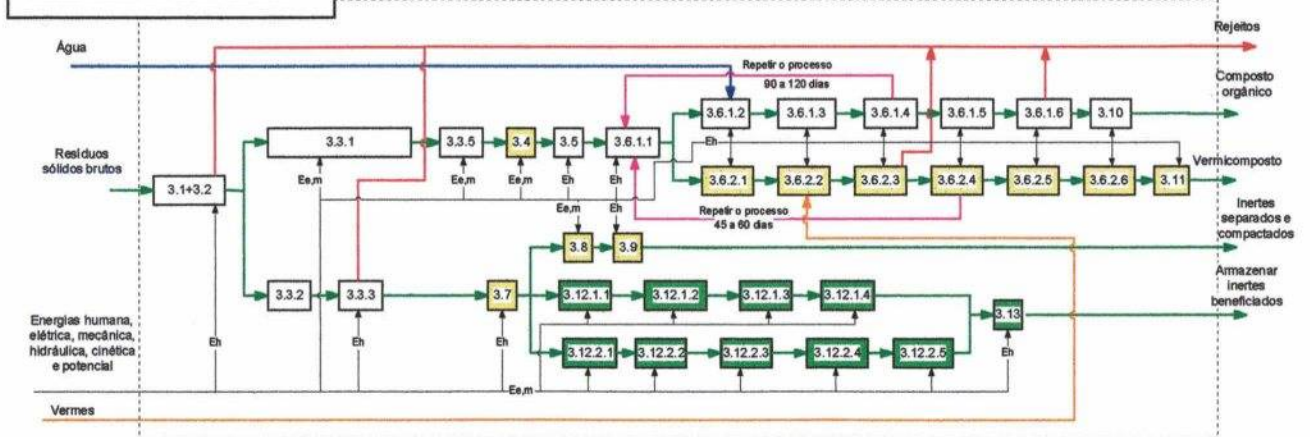 Rejeitos
Água
Repetir o processo
90 a 120 dias
Composto
orgânico
3.6.1.2
3.6.1.3
3.6.1.4
3.6.1.5
3.6.1.6
3.10
3.3.1
3.3.5
3.4
3.5
3.6.1.1
Eh
Resíduos
sólidos brutos
3.1+3.2
Ee,m
Ee,m
Ee,m
Eh
Eh
3.6.2.1
3.6.2.2
3.6.2.3
3.6.2.4
3.6.2.5
3.6.2.6
3.11
Vermicomposto
Ee,m
Eh
Repetir o processo
45 a 60 dias
Inertes
separados e
compactados
3.8
3.9
Armazenar
inertes
beneficiados
3.3.2
3.3.3
3.7
3.12.1.1
3.12.1.2
3.12.1.3
3.12.1.4
3.13
Energias humana,
elétrica, mecânica,
hidráulica, cinética
e potencial
Eh
Eh
Eh
3.12.2.1
3.12.2.2
3.12.2.3
3.12.2.4
3.12.2.5
Eh
Ee,m
Vermes